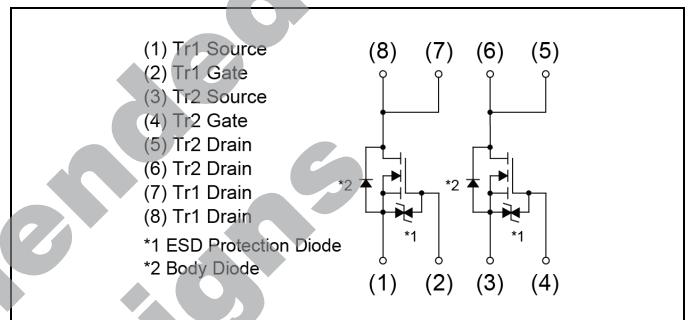 (1) Tr1 Source
(2) Tr1 Gate
(3) Tr2 Source
(4) Tr2 Gate
(5) Tr2 Drain
(6) Tr2 Drain
(7) Tr1 Drain
(8) Tr1 Drain
*1 ESD Protection Diode
*2 Body Diode
(8) (7) (6) (5)
*2 *2
*1 *1
(1) (2) (3) (4)